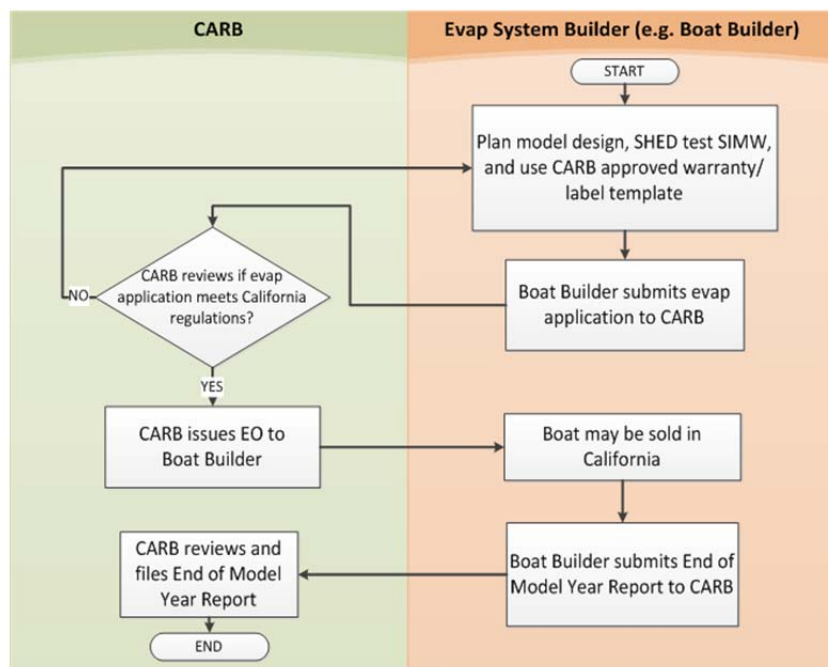 CARB
Evap System Builder (e.g. Boat Builder)
START
Plan model design, SHED test SIMW,
and use CARB approved warranty/
label template
CARB reviews if evap
application meets California
regulations?
NO
Boat Builder submits evap
application to CARB
YES
CARB issues EO to
Boat Builder
Boat may be sold in
California
CARB reviews and
files End of Model
Year Report
Boat Builder submits End of
Model Year Report to CARB
END